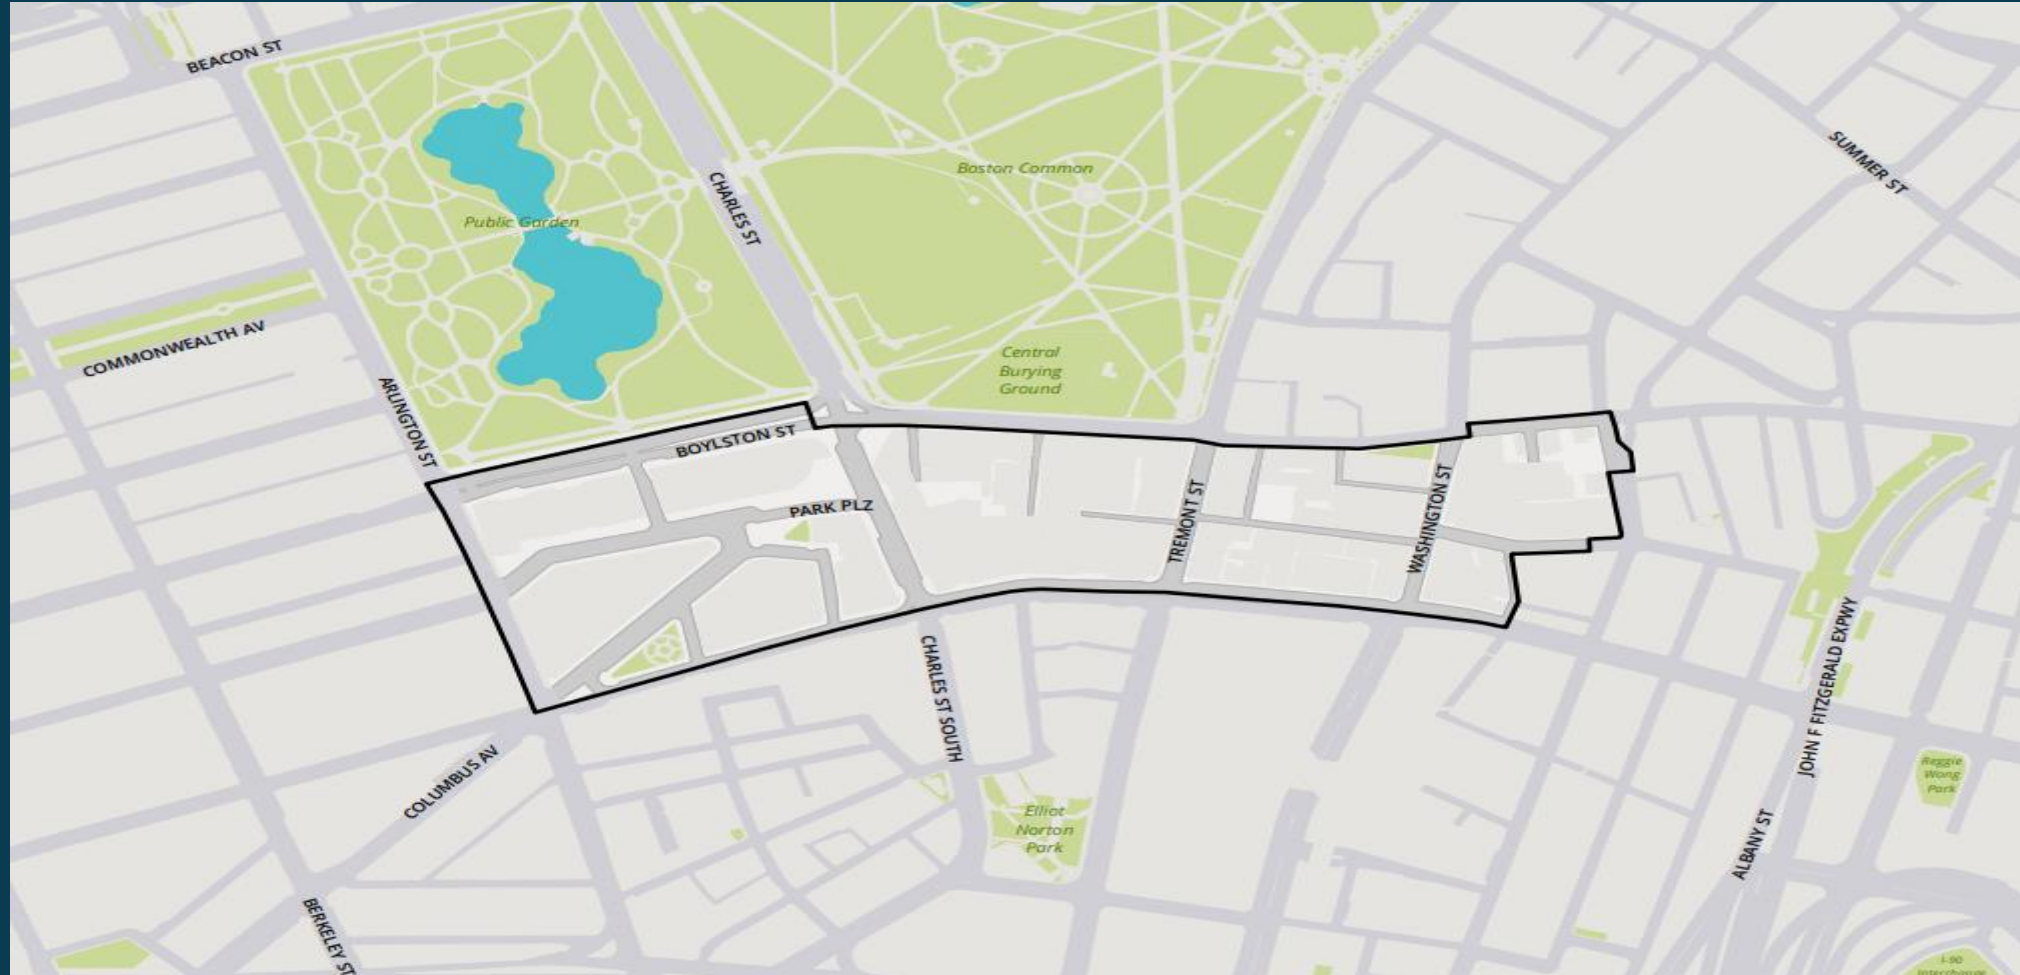 BEACON ST
SUMMER ST
Boston Common
CHARLES ST
Public Garden
COMMONWEALTH AV
Central
Burying
Ground
ARLINGTON ST
BOYLSTON ST
PARK PLZ
TREMONT ST
WASHINGTON ST
CHARLES ST SOUTH
JOHN F FITZGERALD EXPWY
COLUMBUS AV
Reggie
Wong
Park
Elliot
Norton
Park
ALBANY ST
BERKELEY ST
I-90
Interchange